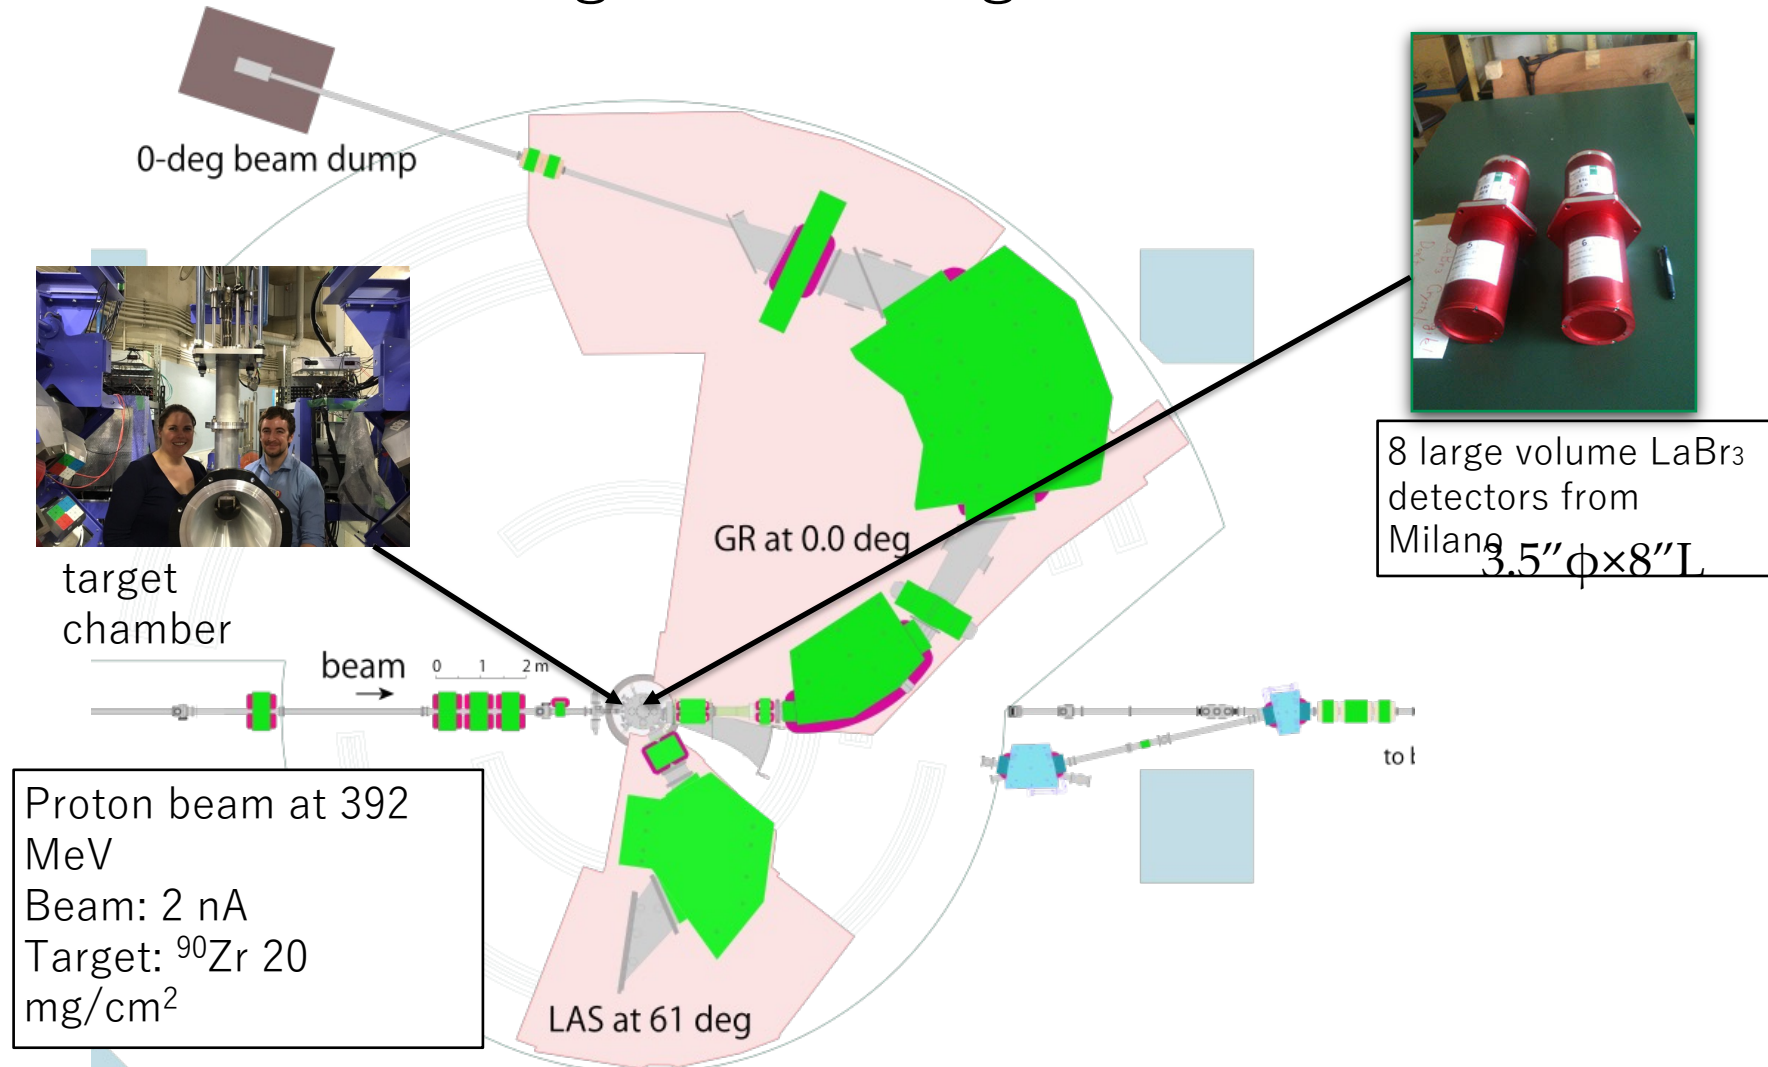 0-deg beam dump
GR at 0.0 deg
8 large volume LaBr₃
detectors from
Milano
3.5″ϕ×8″L
target
chamber
beam
0 1 2 m
to b
Proton beam at 392
MeV
Beam: 2 nA
Target: ⁹⁰Zr 20
mg/cm²
LAS at 61 deg
5
6